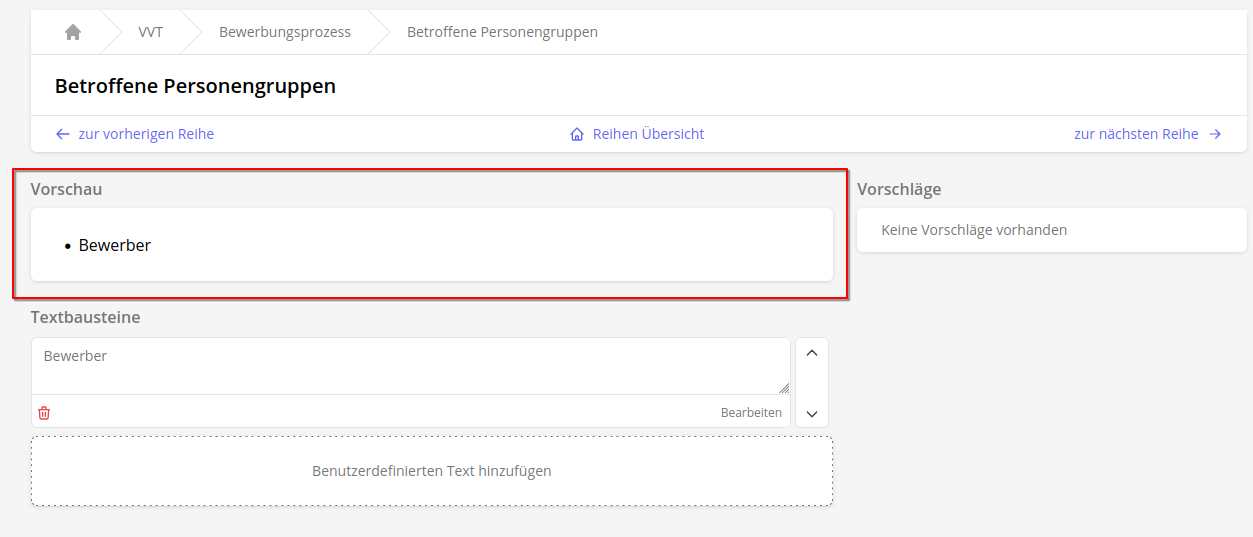 VVT Bewerbungsprozess Betroffene Personengruppen
Betroffene Personengruppen
zur vorherigen Reihe Reihen Übersicht zur nächsten Reihe
Vorschau
• Bewerber
Vorschläge
Keine Vorschläge vorhanden
Textbausteine
Bewerber
Bearbeiten
Benutzerdefinierten Text hinzufügen